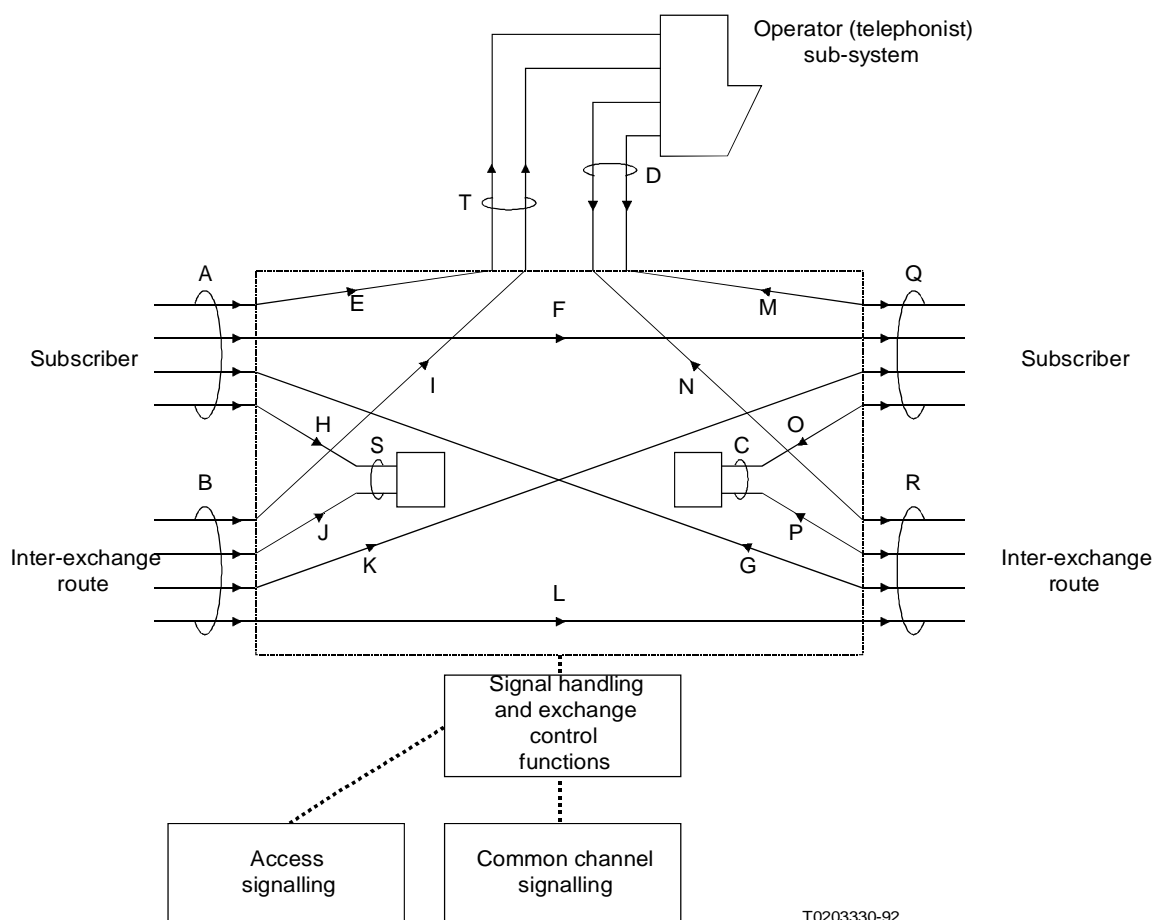 Operator (telephonist)
sub-system
D
T
A
Q
E
F
M
Subscriber
Subscriber
I
N
H
O
S
C
B
R
J
P
Inter-exchange
route
K
G
Inter-exchange
route
L
Signal handling
and exchange
control
functions
Access
signalling
Common channel
signalling
T0203330-92